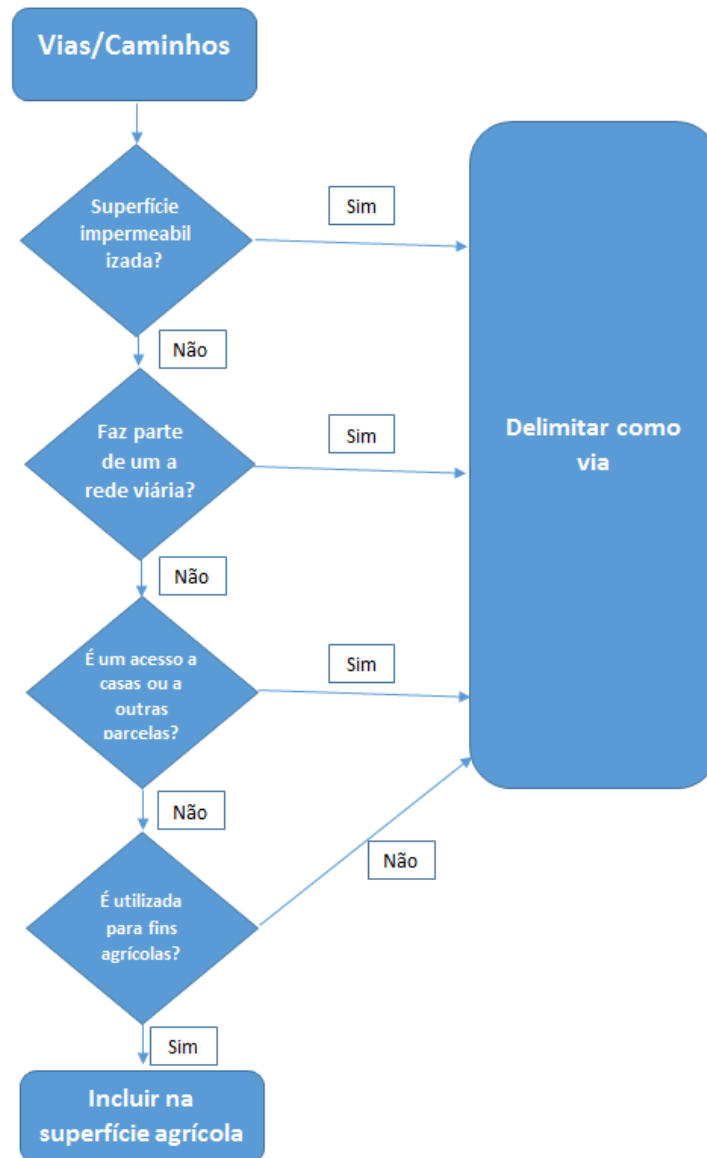 Vias/Caminhos
Superfície
impermeabil
izada?
Sim
Não
Faz parte
de um a
rede viária?
Sim
Delimitar como
via
Não
É um acesso a
casas ou a
outras
parcelas?
Sim
Não
É utilizada
para fins
agrícolas?
Não
Sim
Incluir na
superfície agrícola